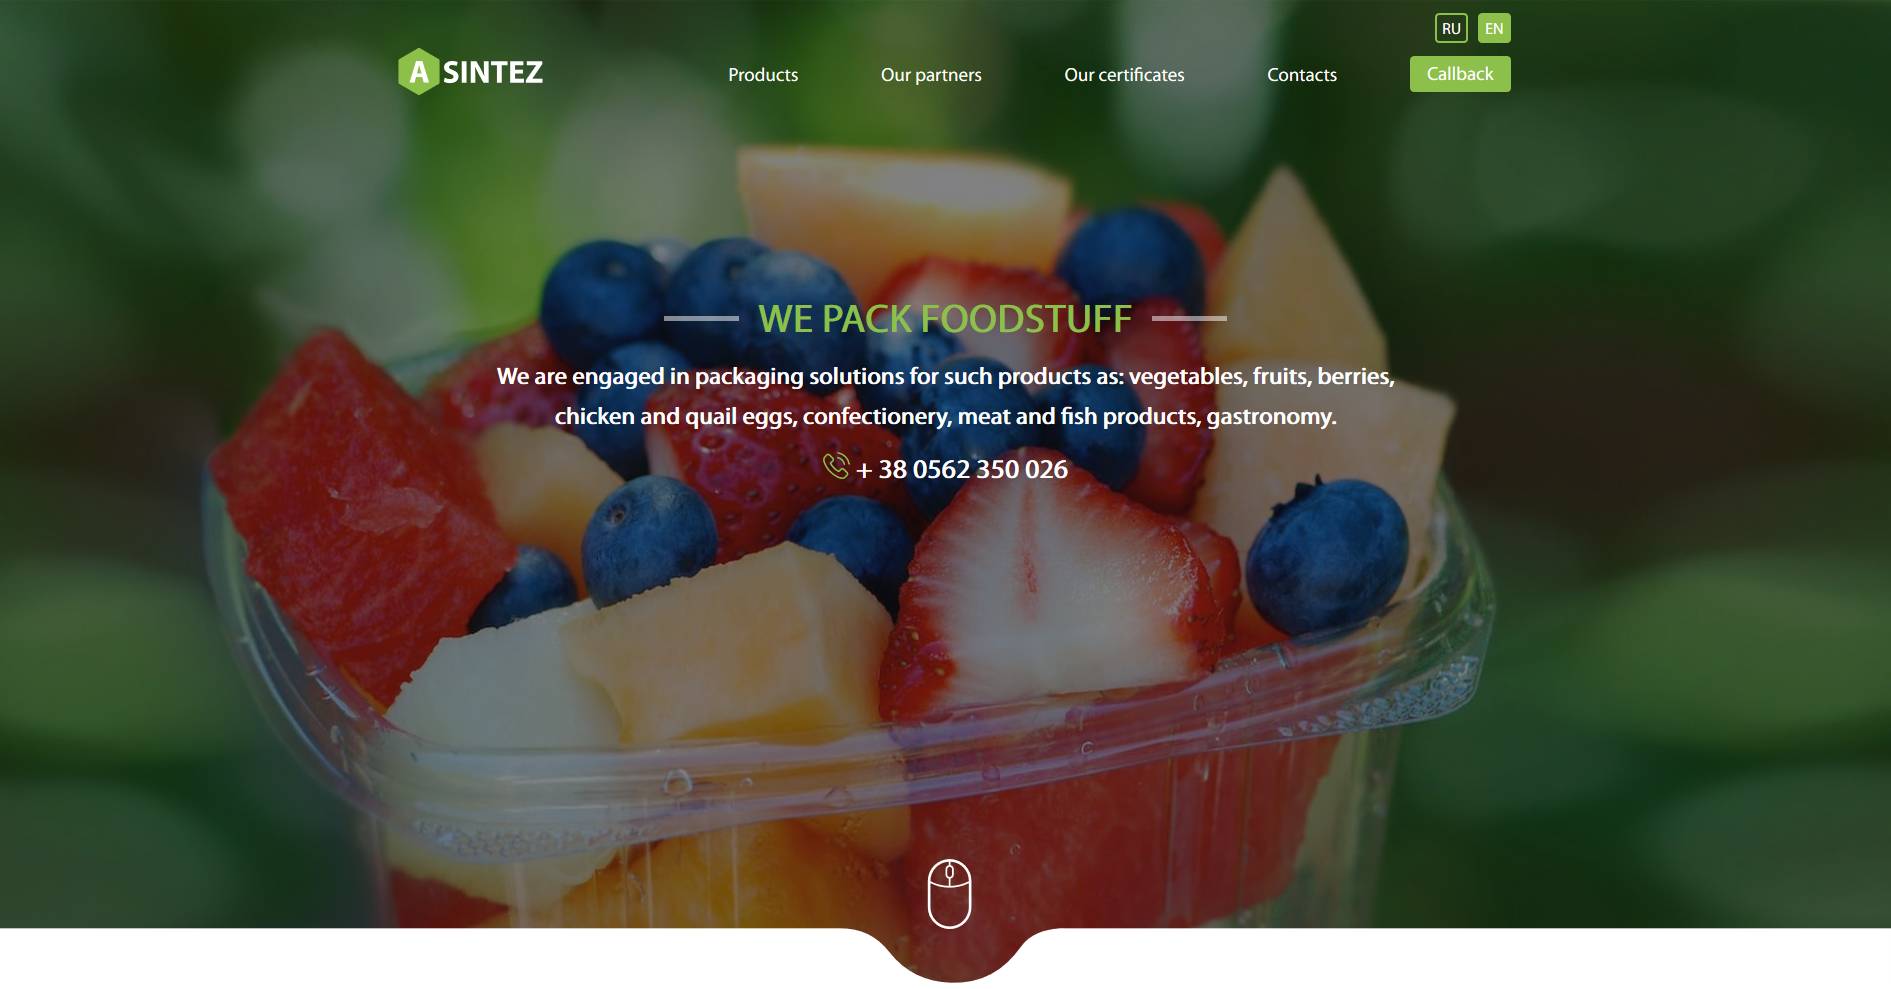 RU EN
A SINTEZ
Products Our partners Our certificates Contacts Callback
WE PACK FOODSTUFF
We are engaged in packaging solutions for such products as: vegetables, fruits, berries,
chicken and quail eggs, confectionery, meat and fish products, gastronomy.
+ 38 0562 350 026